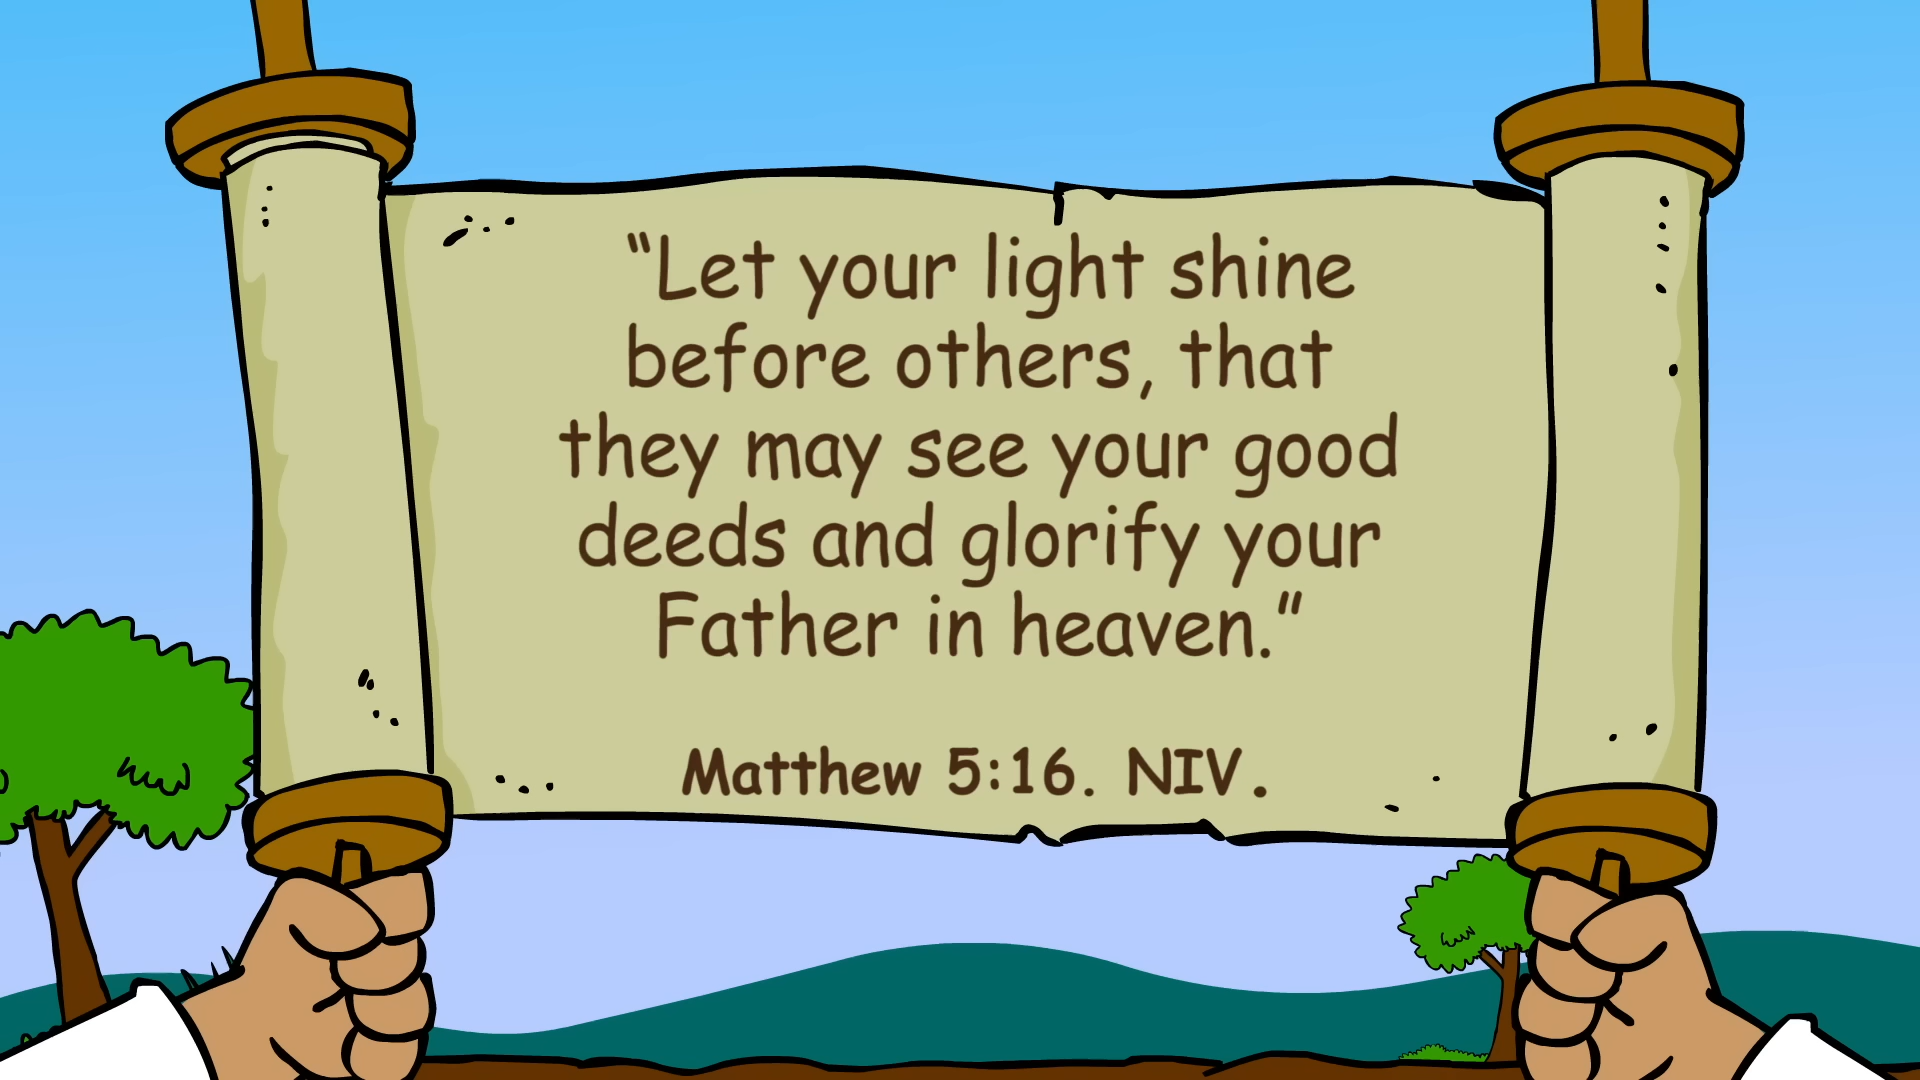 “Let your light shine
before others, that
they may see your good
deeds and glorify your
Father in heaven.”
Matthew 5:16. NIV.